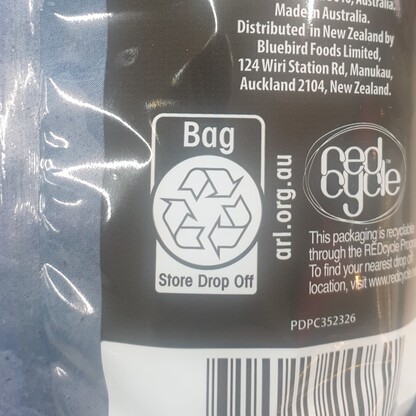 Australia.
Made in Australia.
Distributed in New Zealand by
Bluebird Foods Limited,
124 Wiri Station Rd, Manukau,
Auckland 2104, New Zealand.
Bag
Store Drop Off
arl.org.au
red
cycle
This packaging is recyclable
through the REDcycle
To find your nearest drop off
location, visit www.redcycle
PDPC352326